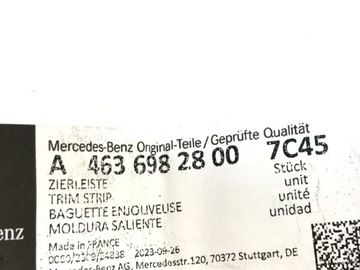 Mercedes-Benz Original-Teile/Geprüfte Qualität
A 463 698 28 00 7C45
ZIERLEISTE Stück
TRIM STRIP unit
BAGUETTE ENJOLIVEUSE unité
MOLDURA SALIENTE unidad
enz
Made in FRANCE
2023-09-26
Mercedes-Benz AG, Mercedesstr.120, 70372 Stuttgart, DE